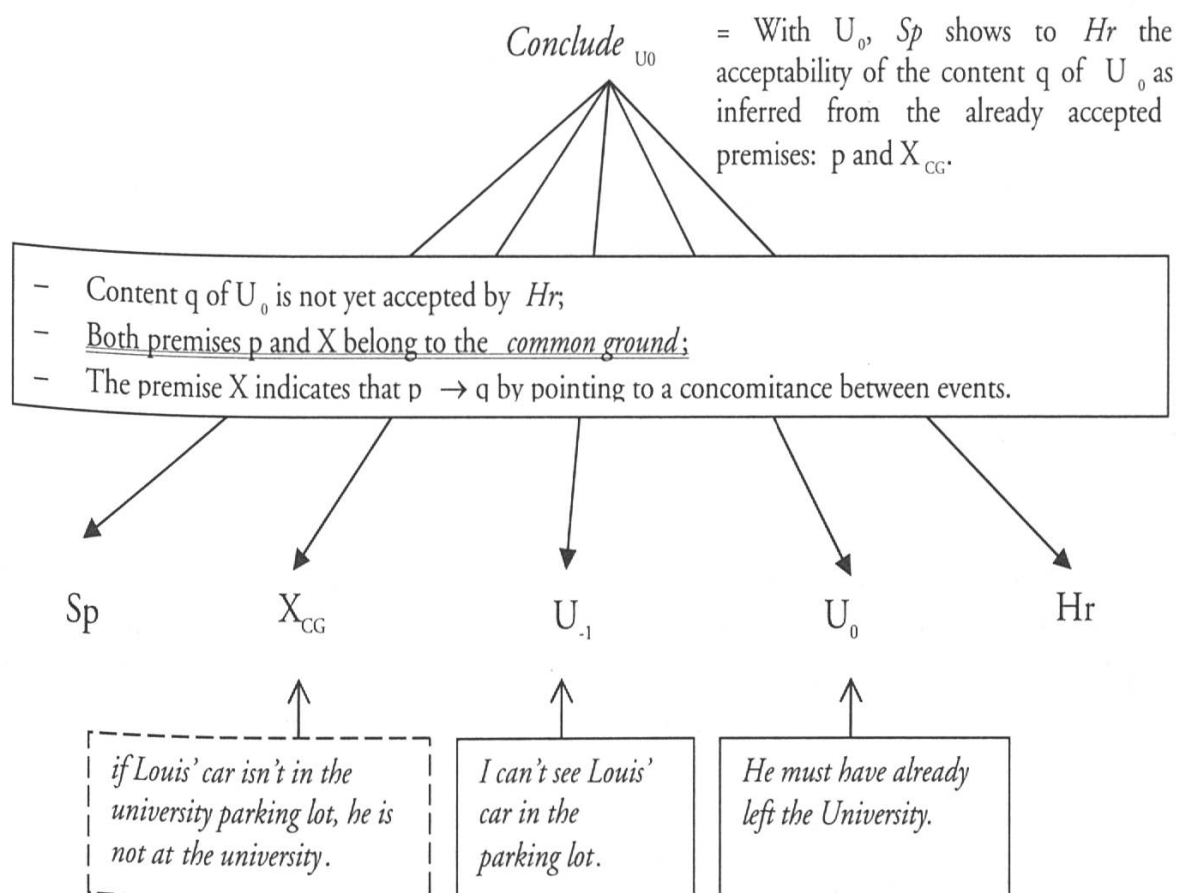 Conclude U0
= With U0, Sp shows to Hr the
acceptability of the content q of U0 as
inferred from the already accepted
premises: p and XCG.
– Content q of U0 is not yet accepted by Hr;
– Both premises p and X belong to the common ground;
– The premise X indicates that p → q by pointing to a concomitance between events.
Sp XCG U-1 U0 Hr
if Louis' car isn't in the
university parking lot, he is
not at the university.
I can't see Louis'
car in the
parking lot.
He must have already
left the University.